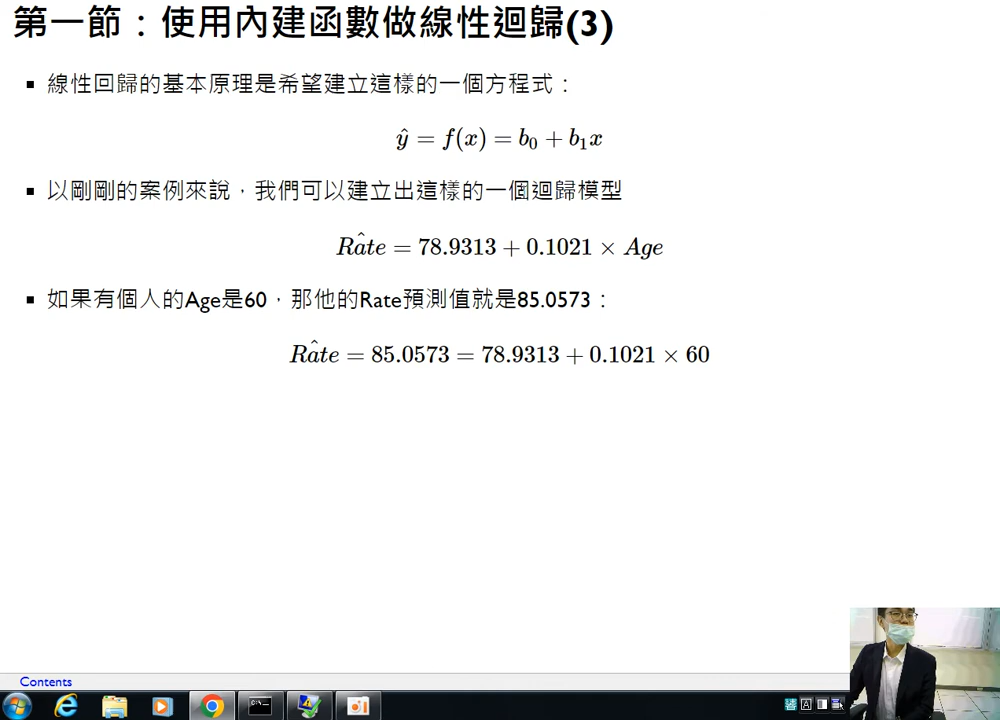 第一節：使用內建函數做線性迴歸(3)
線性回歸的基本原理是希望建立這樣的一個方程式：
ŷ = f(x) = b₀ + b₁x
以剛剛的案例來說，我們可以建立出這樣的一個迴歸模型
Rat̂e = 78.9313 + 0.1021 × Age
如果有個人的Age是60，那他的Rate預測值就是85.0573：
Rat̂e = 85.0573 = 78.9313 + 0.1021 × 60
Contents